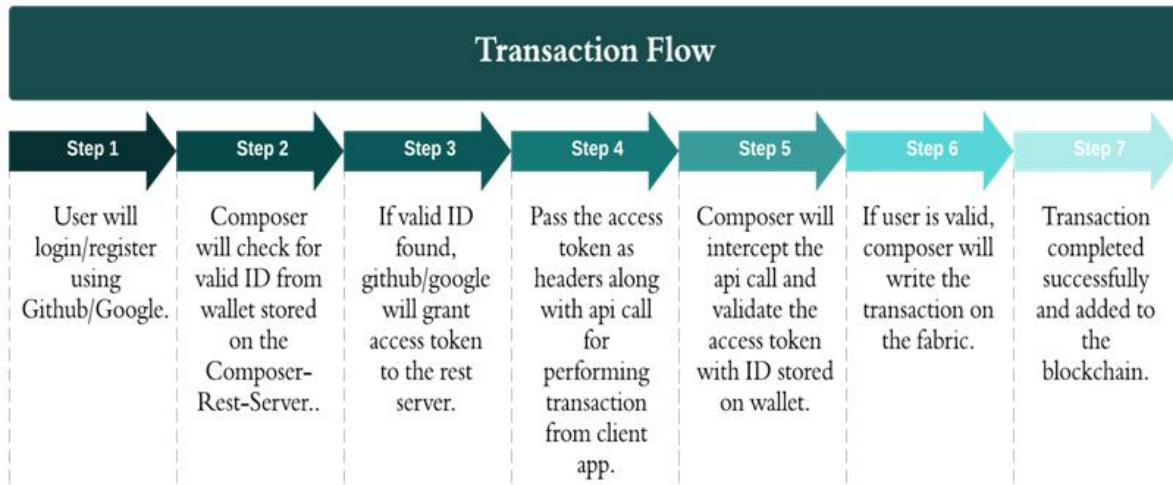 Transaction Flow
Step 1
Step 2
Step 3
Step 4
Step 5
Step 6
Step 7
User will
login/register
using
Github/Google.
Composer
will check for
valid ID from
wallet stored
on the
Composer-
Rest-Server..
If valid ID
found,
github/google
will grant
access token
to the rest
server.
Pass the access
token as
headers along
with api call
for
performing
transaction
from client
app.
Composer will
intercept the
api call and
validate the
access token
with ID stored
on wallet.
If user is valid,
composer will
write the
transaction on
the fabric.
Transaction
completed
successfully
and added to
the
blockchain.